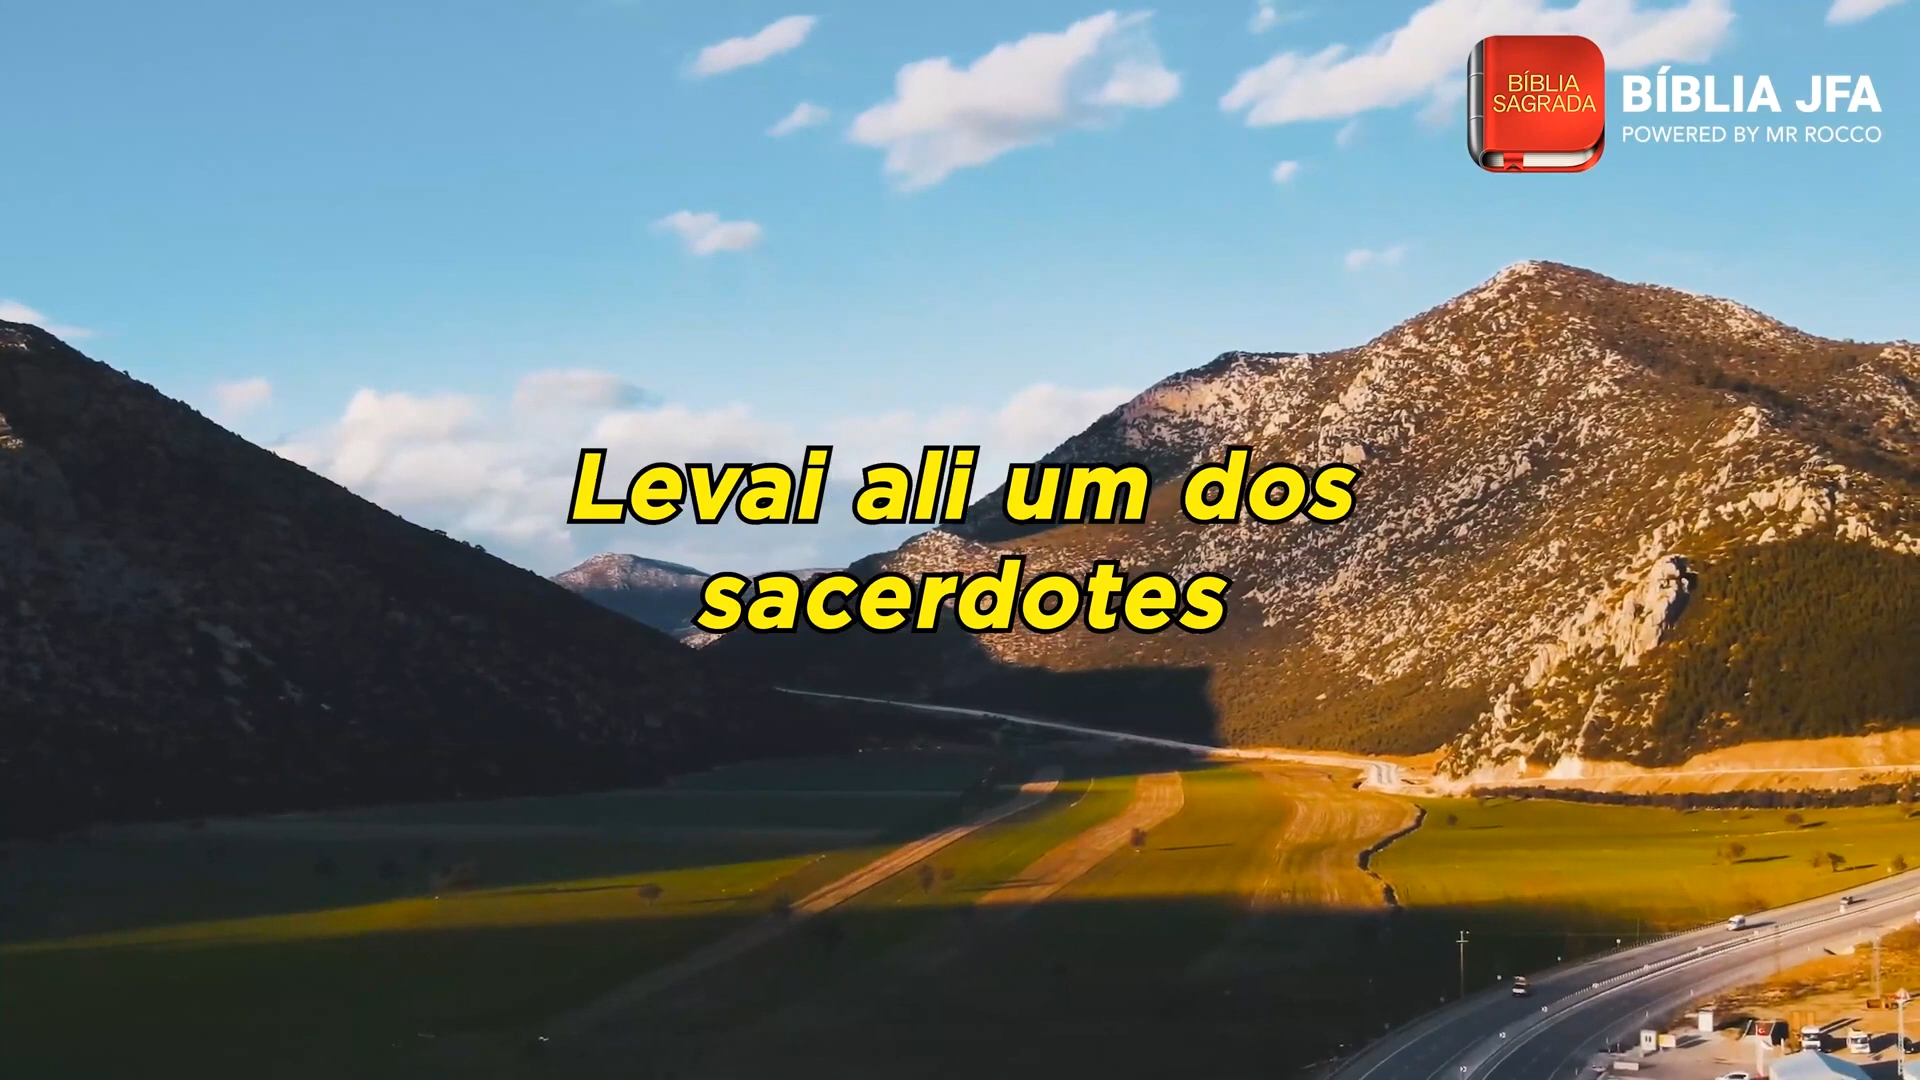 BÍBLIA
SAGRADA
BÍBLIA JFA
POWERED BY MR ROCCO
Levai ali um dos
sacerdotes